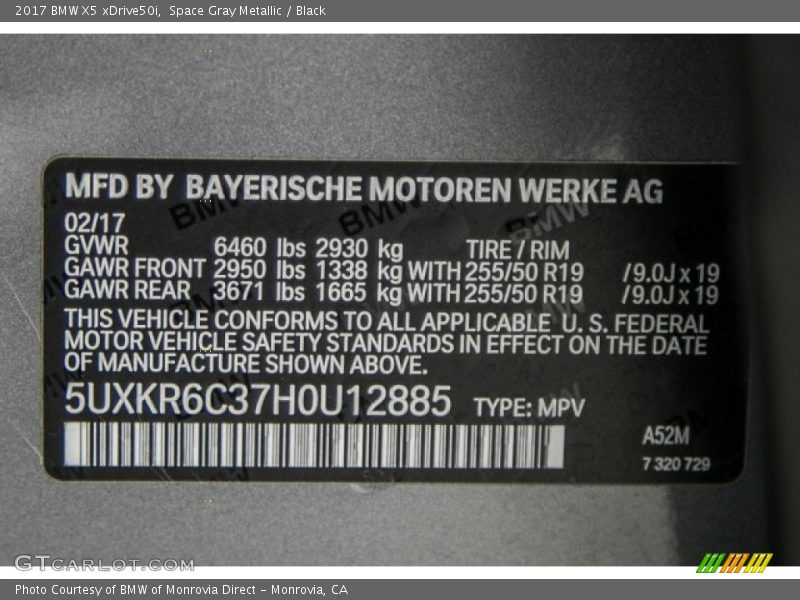 2017 BMW X5 xDrive50i, Space Gray Metallic / Black
MFD BY BAYERISCHE MOTOREN WERKE AG
02/17
GVWR 6460 lbs 2930 kg TIRE / RIM
GAWR FRONT 2950 lbs 1338 kg WITH 255/50 R19 /9.0J x 19
GAWR REAR 3671 lbs 1665 kg WITH 255/50 R19 /9.0J x 19
THIS VEHICLE CONFORMS TO ALL APPLICABLE U. S. FEDERAL
MOTOR VEHICLE SAFETY STANDARDS IN EFFECT ON THE DATE
OF MANUFACTURE SHOWN ABOVE.
5UXKR6C37H0U12885 TYPE: MPV
A52M
7 320 729
GTCARLOT.COM
Photo Courtesy of BMW of Monrovia Direct - Monrovia, CA